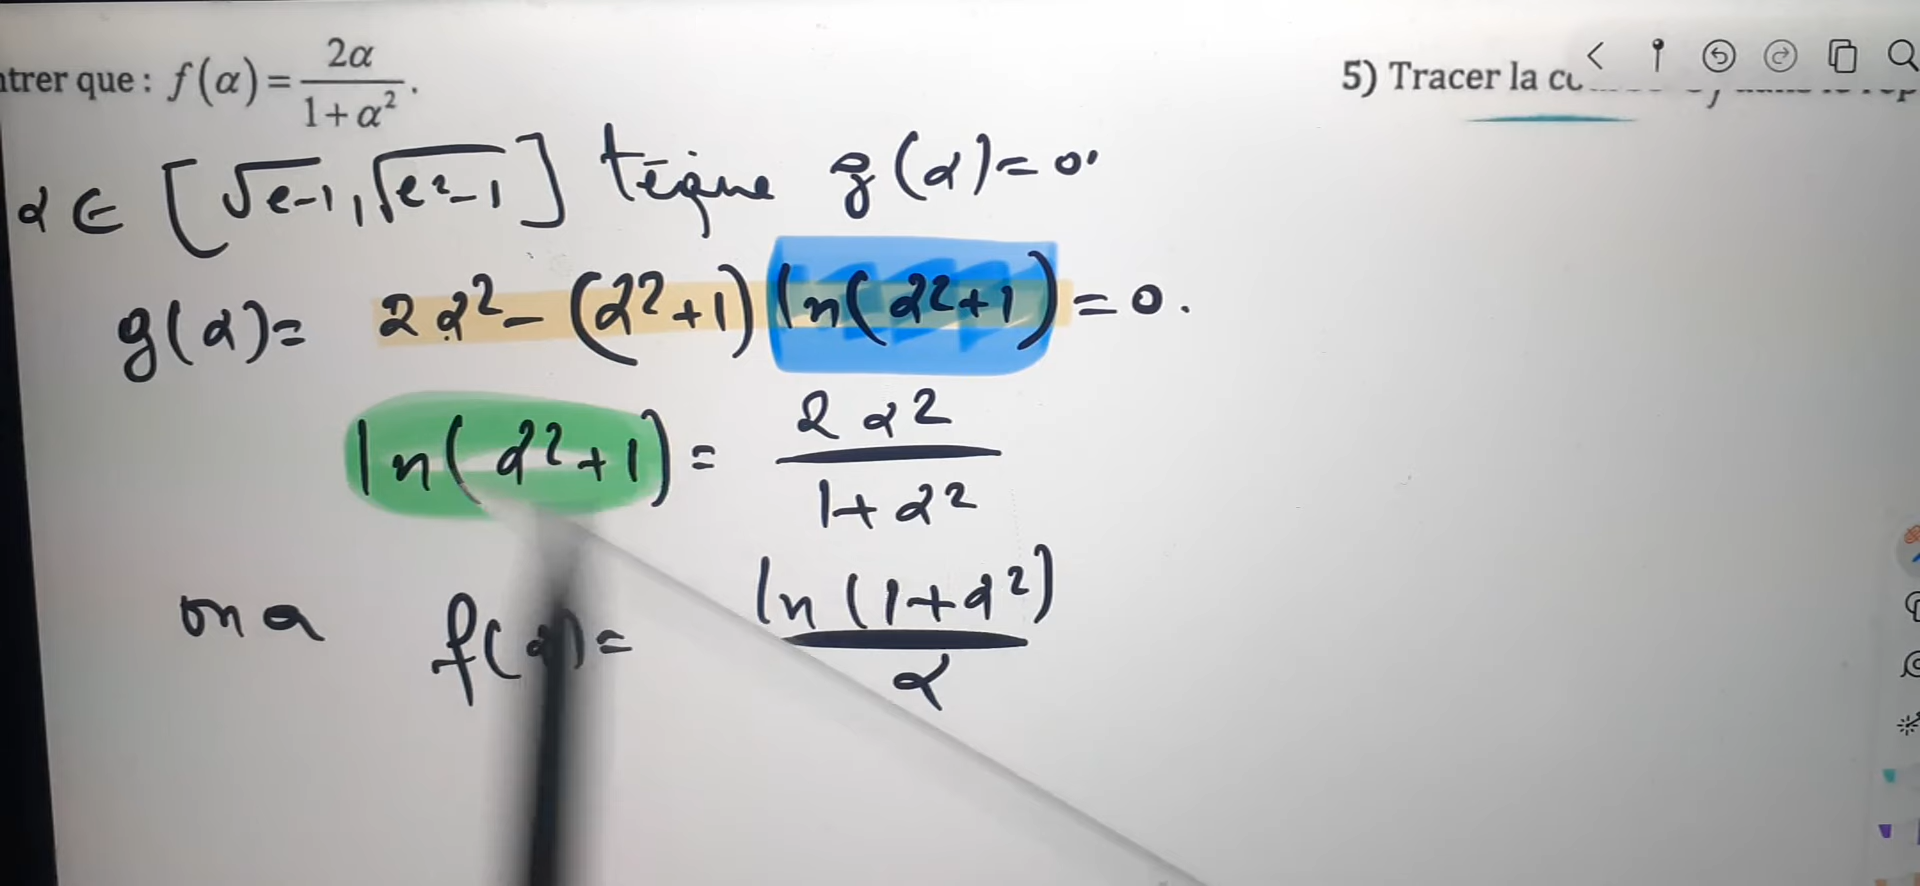 trer que : f(α) = 2α / (1+α²).
5) Tracer la
α ∈ [√e-1, √e²-1] tq que g(α) = 0.
g(α) = 2α² - (α²+1) ln(α²+1) = 0.
ln(α²+1) = 2α² / (1+α²)
on a f(α) = ln(1+α²) / α